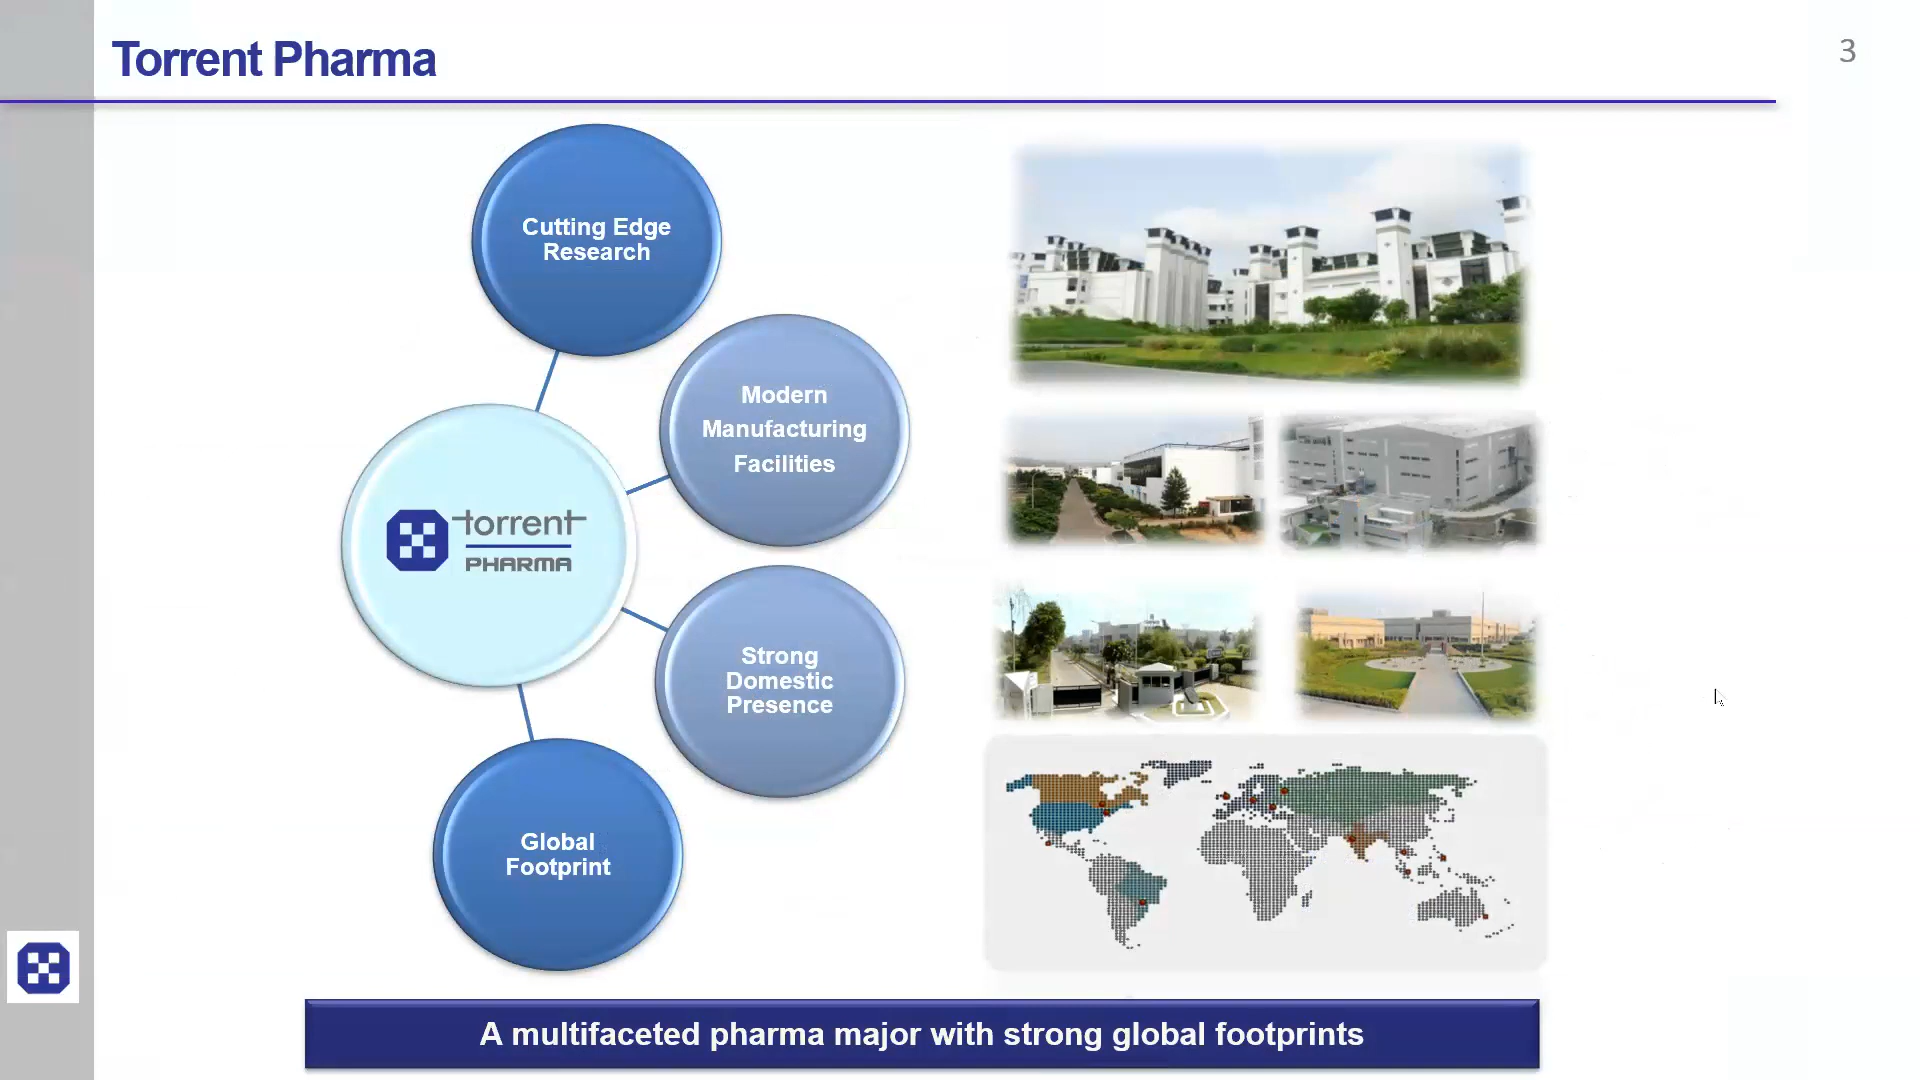 Torrent Pharma
3
Cutting Edge
Research
Modern
Manufacturing
Facilities
torrent
PHARMA
Strong
Domestic
Presence
Global
Footprint
A multifaceted pharma major with strong global footprints